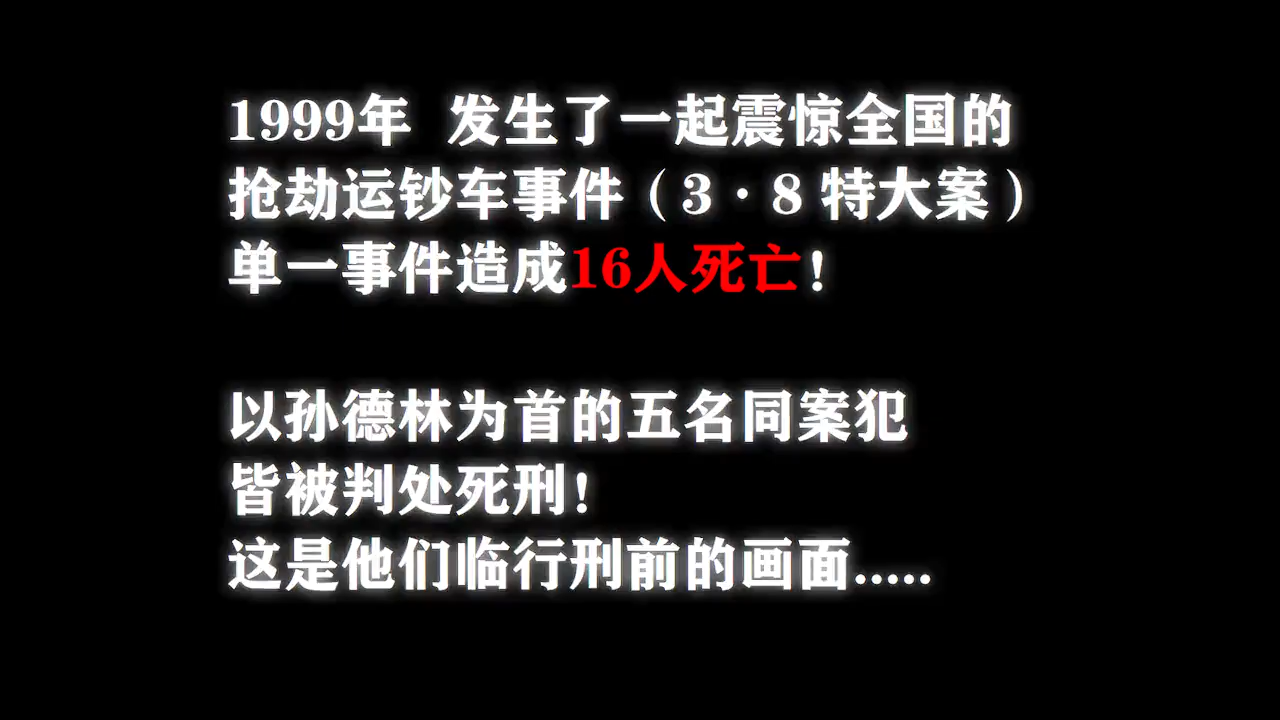 1999年 发生了一起震惊全国的
抢劫运钞车事件（3·8 特大案）
单一事件造成16人死亡！
以孙德林为首的五名同案犯
皆被判处死刑！
这是他们临行刑前的画面.....